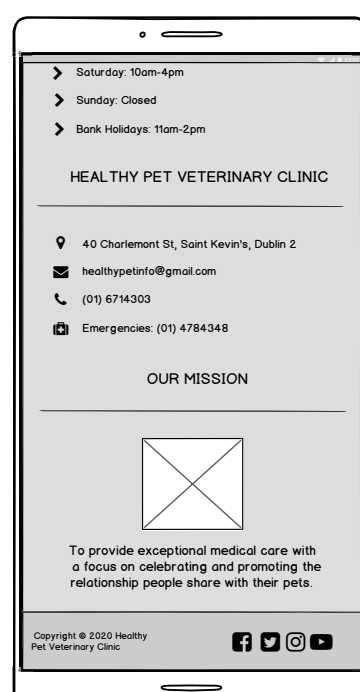 Saturday: 10am-4pm
Sunday: Closed
Bank Holidays: 11am-2pm
HEALTHY PET VETERINARY CLINIC
40 Charlemont St, Saint Kevin's, Dublin 2
healthypetinfo@gmail.com
(01) 6714303
Emergencies: (01) 4784348
OUR MISSION
To provide exceptional medical care with
a focus on celebrating and promoting the
relationship people share with their pets.
Copyright © 2020 Healthy
Pet Veterinary Clinic